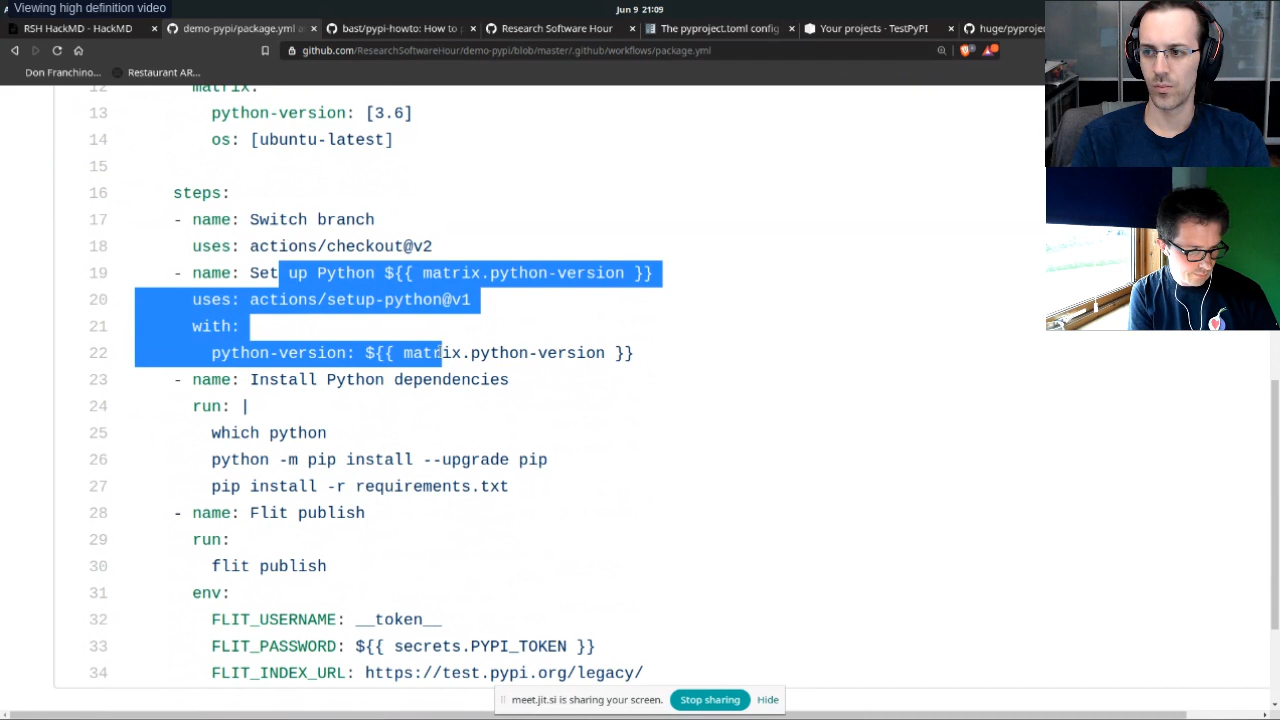 Viewing high definition video
Jun 9 21:09
RSH HackMD - HackMD
demo-pypi/package.yml a
bast/pypi-howto: How to p
Research Software Hour
The pyproject.toml config
Your projects - TestPyPI
huge/pyproje
github.com/ResearchSoftwareHour/demo-pypi/blob/master/.github/workflows/package.yml
Don Franchino...
Restaurant AR...
12 matrix:
13 python-version: [3.6]
14 os: [ubuntu-latest]
15
16 steps:
17 - name: Switch branch
18 uses: actions/checkout@v2
19 - name: Set up Python ${{ matrix.python-version }}
20 uses: actions/setup-python@v1
21 with:
22 python-version: ${{ matrix.python-version }}
23 - name: Install Python dependencies
24 run: |
25 which python
26 python -m pip install --upgrade pip
27 pip install -r requirements.txt
28 - name: Flit publish
29 run:
30 flit publish
31 env:
32 FLIT_USERNAME: __token__
33 FLIT_PASSWORD: ${{ secrets.PYPI_TOKEN }}
34 FLIT_INDEX_URL: https://test.pypi.org/legacy/
meet.jit.si is sharing your screen.
Stop sharing
Hide